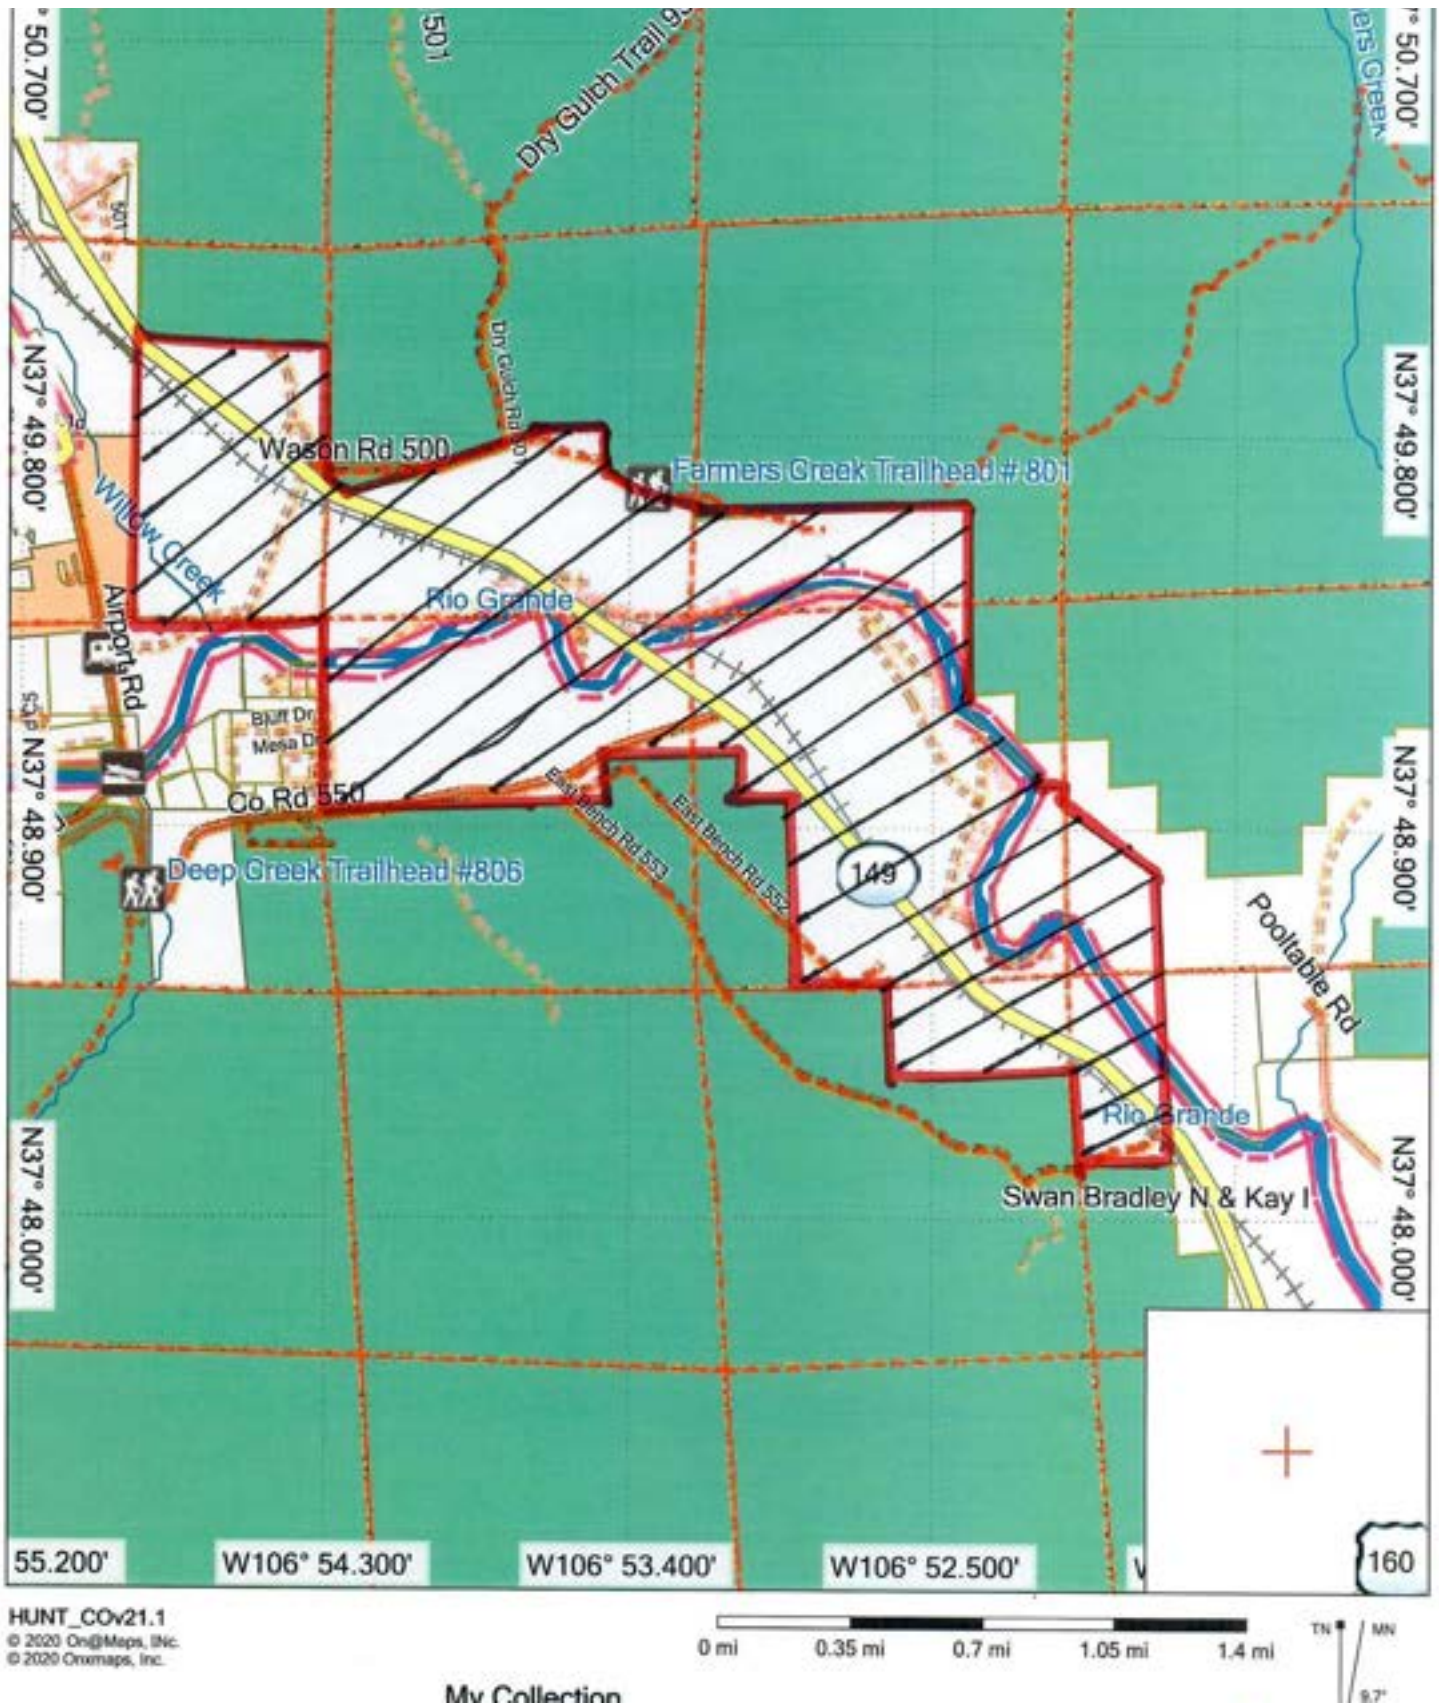 ° 50.700'
501
Dry Gulch Trail
ers Creek
° 50.700'
501
Dry Gulch Rd
N37° 49.800'
N37° 49.800'
Wason Rd 500
Farmers Creek Trailhead # 801
Willow Creek
Airport Rd
Rio Grande
Bluff Dr
Mesa D
Co Rd 550
East Bench Rd 553
East Bench Rd 552
N37° 48.900'
N37° 48.900'
149
Deep Creek Trailhead #806
Pooltable Rd
Rio Grande
Swan Bradley N & Kay I
N37° 48.000'
N37° 48.000'
55.200'
W106° 54.300'
W106° 53.400'
W106° 52.500'
W
160
HUNT_COv21.1
© 2020 On@Maps, INc.
© 2020 Onxmaps, Inc.
0 mi
0.35 mi
0.7 mi
1.05 mi
1.4 mi
TN
MN
9.7°
My Collection